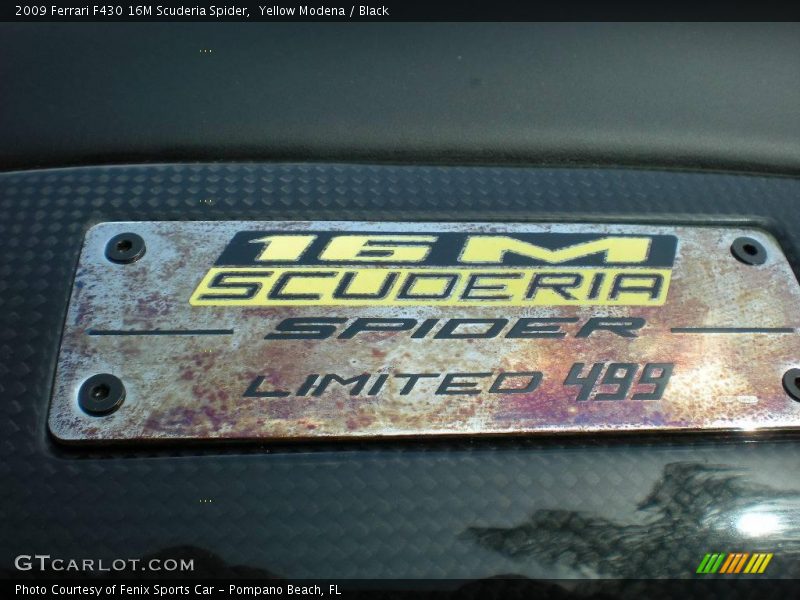 2009 Ferrari F430 16M Scuderia Spider,  Yellow Modena / Black
16M
SCUDERIA
SPIDER
LIMITED 499
GTCARLOT.COM
Photo Courtesy of Fenix Sports Car - Pompano Beach, FL